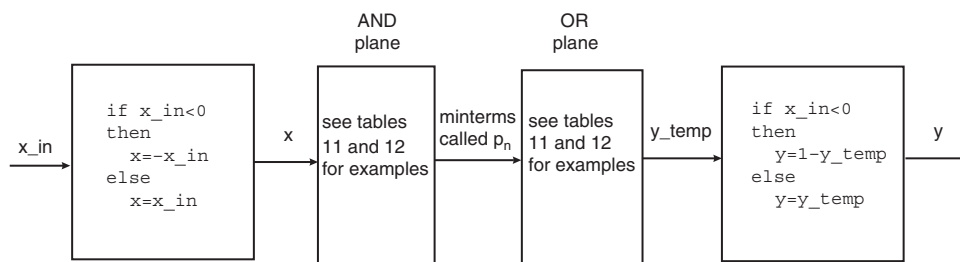 AND
plane
OR
plane
x_in
if x_in<0
then
x=-x_in
else
x=x_in
x
see tables
11 and 12
for examples
minterms
called pn
see tables
11 and 12
for examples
y_temp
if x_in<0
then
y=1-y_temp
else
y=y_temp
y